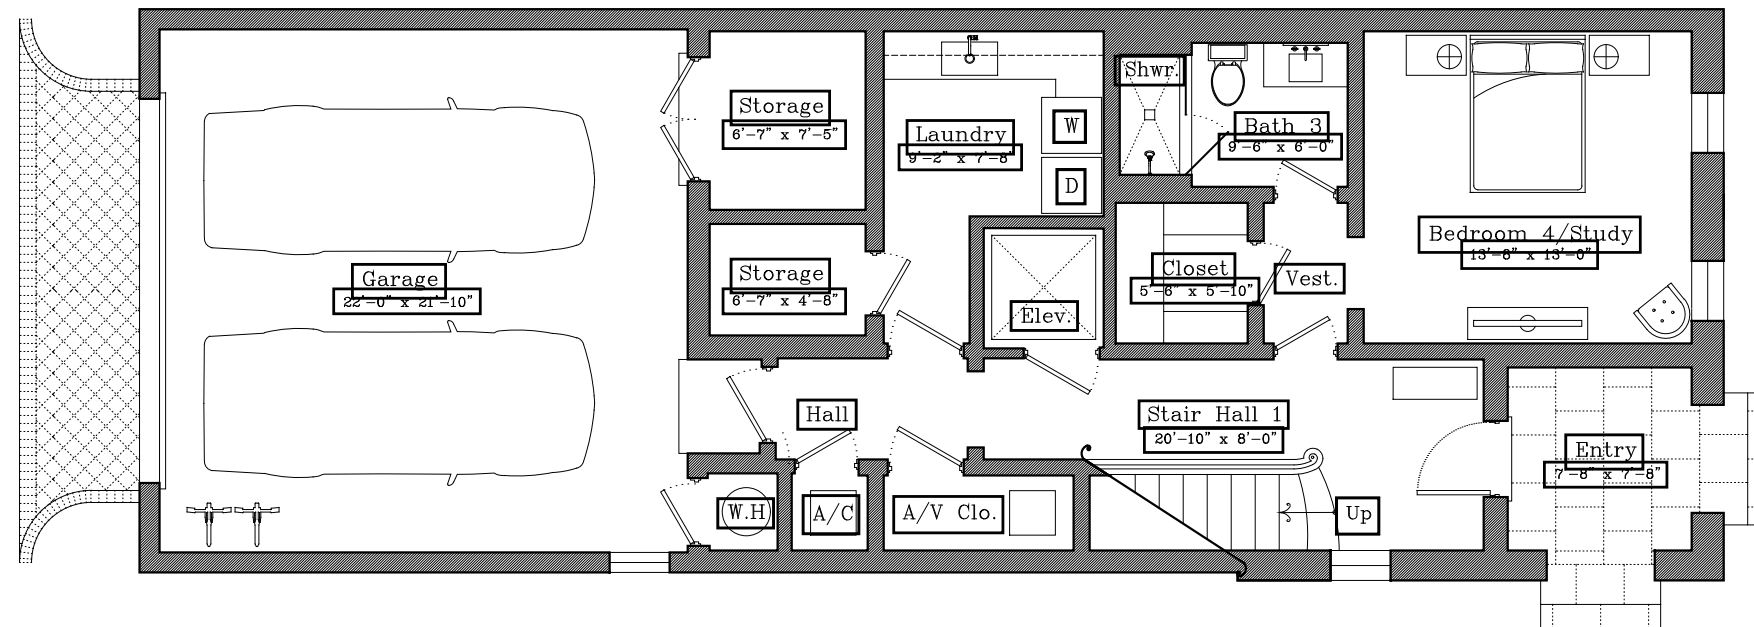 Shwr.
Storage
6'-7" x 7'-5"
W
Bath 3
9'-6" x 6'-0"
Laundry
9'-2" x 7'-8"
D
Bedroom 4/Study
13'-8" x 13'-0"
Garage
22'-0" x 21'-10"
Storage
6'-7" x 4'-8"
Closet
5'-6" x 5'-10"
Vest.
Elev.
Hall
Stair Hall 1
20'-10" x 8'-0"
Entry
7'-8" x 7'-8"
W.H
A/C
A/V Clo.
Up